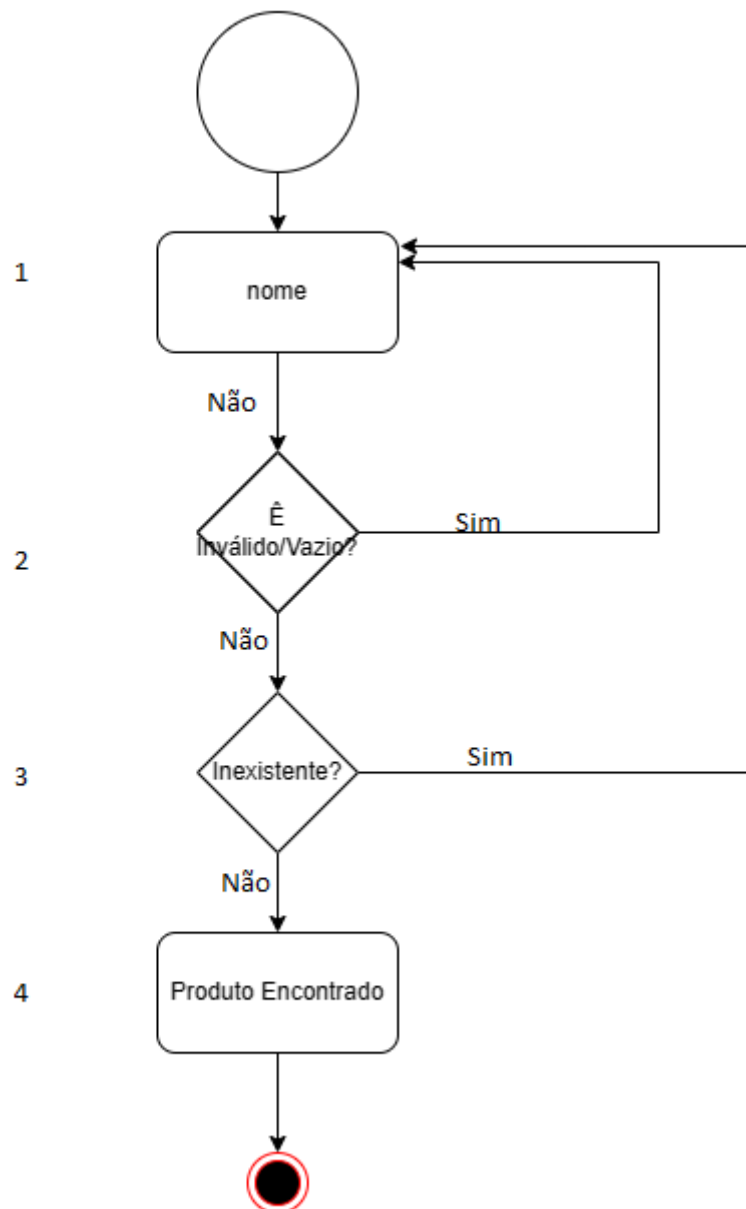 1
nome
Não
Ê
Inválido/Vazio?
Sim
2
Não
Inexistente?
Sim
3
Não
Produto Encontrado
4